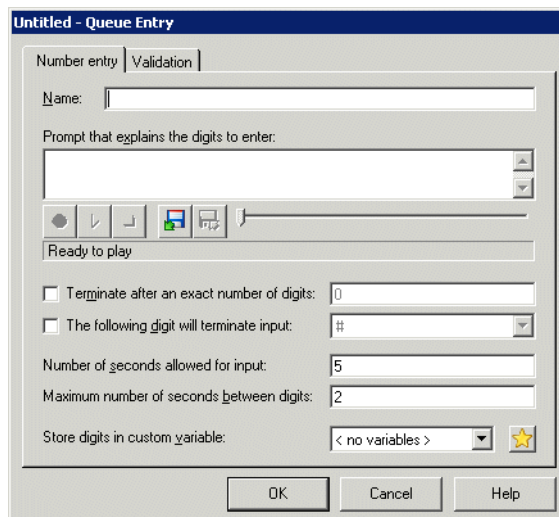 Untitled - Queue Entry
Number entry Validation
Name:
Prompt that explains the digits to enter:
Ready to play
Terminate after an exact number of digits: 0
The following digit will terminate input: #
Number of seconds allowed for input: 5
Maximum number of seconds between digits: 2
Store digits in custom variable: < no variables >
OK Cancel Help